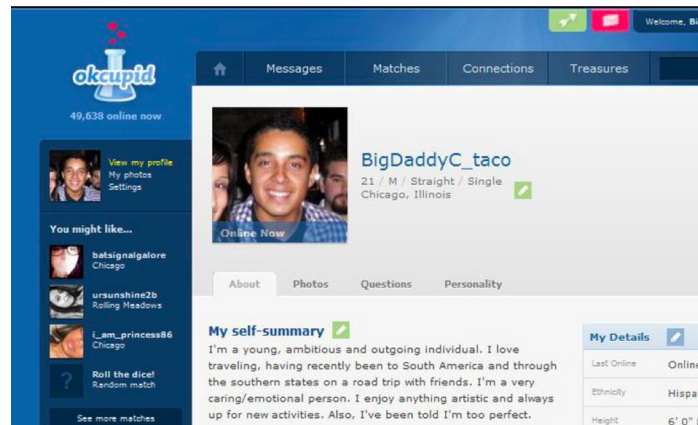 Welcome, Bi
okcupid
Messages
Matches
Connections
Treasures
49,638 online now
View my profile
My photos
Settings
BigDaddyC_taco
21 / M / Straight / Single
Chicago, Illinois
Online Now
You might like...
batsignalgalore
Chicago
ursunshine2b
Rolling Meadows
i_am_princess86
Chicago
?
Roll the dice!
Random match
See more matches
About
Photos
Questions
Personality
My self-summary
I'm a young, ambitious and outgoing individual. I love
traveling, having recently been to South America and through
the southern states on a road trip with friends. I'm a very
caring/emotional person. I enjoy anything artistic and always
up for new activities. Also, I've been told I'm too perfect.
My Details
Last Online
Online
Ethnicity
Hispa
Height
6' 0"